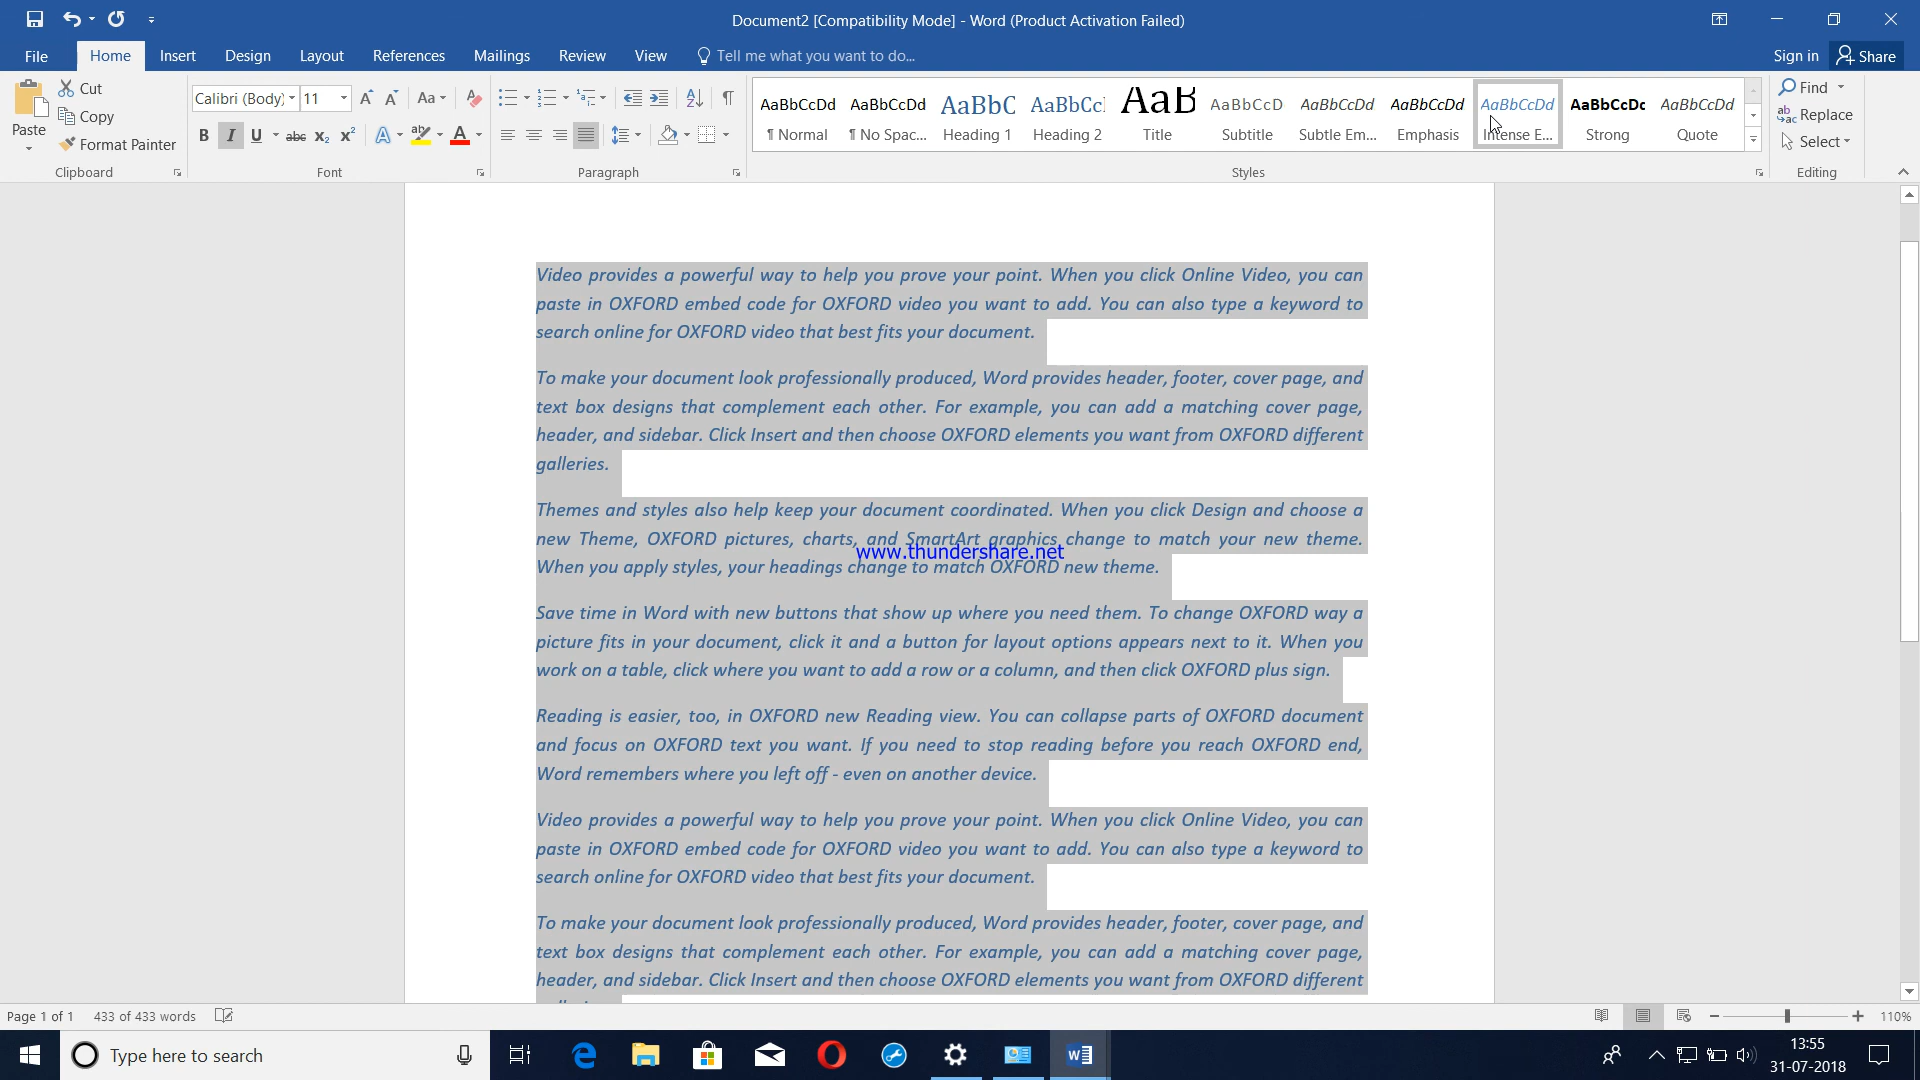 Document2 [Compatibility Mode] - Word (Product Activation Failed)
File Home Insert Design Layout References Mailings Review View Tell me what you want to do... Sign in Share
Cut
Copy
Format Painter
Paste
Calibri (Body) 11
AaBbCcDd AaBbCcDd AaBbC AaBbCc AaB AaBbCcD AaBbCcDd AaBbCcDd AaBbCcDd AaBbCcDc AaBbCcDd
¶ Normal ¶ No Spac... Heading 1 Heading 2 Title Subtitle Subtle Em... Emphasis Intense E... Strong Quote
Find
Replace
Select
Clipboard Font Paragraph Styles Editing
Video provides a powerful way to help you prove your point. When you click Online Video, you can
paste in OXFORD embed code for OXFORD video you want to add. You can also type a keyword to
search online for OXFORD video that best fits your document.
To make your document look professionally produced, Word provides header, footer, cover page, and
text box designs that complement each other. For example, you can add a matching cover page,
header, and sidebar. Click Insert and then choose OXFORD elements you want from OXFORD different
galleries.
Themes and styles also help keep your document coordinated. When you click Design and choose a
new Theme, OXFORD pictures, charts, and SmartArt graphics change to match your new theme.
www.thundershare.net
When you apply styles, your headings change to match OXFORD new theme.
Save time in Word with new buttons that show up where you need them. To change OXFORD way a
picture fits in your document, click it and a button for layout options appears next to it. When you
work on a table, click where you want to add a row or a column, and then click OXFORD plus sign.
Reading is easier, too, in OXFORD new Reading view. You can collapse parts of OXFORD document
and focus on OXFORD text you want. If you need to stop reading before you reach OXFORD end,
Word remembers where you left off - even on another device.
Video provides a powerful way to help you prove your point. When you click Online Video, you can
paste in OXFORD embed code for OXFORD video you want to add. You can also type a keyword to
search online for OXFORD video that best fits your document.
To make your document look professionally produced, Word provides header, footer, cover page, and
text box designs that complement each other. For example, you can add a matching cover page,
header, and sidebar. Click Insert and then choose OXFORD elements you want from OXFORD different
Page 1 of 1 433 of 433 words 110%
Type here to search
13:55
31-07-2018